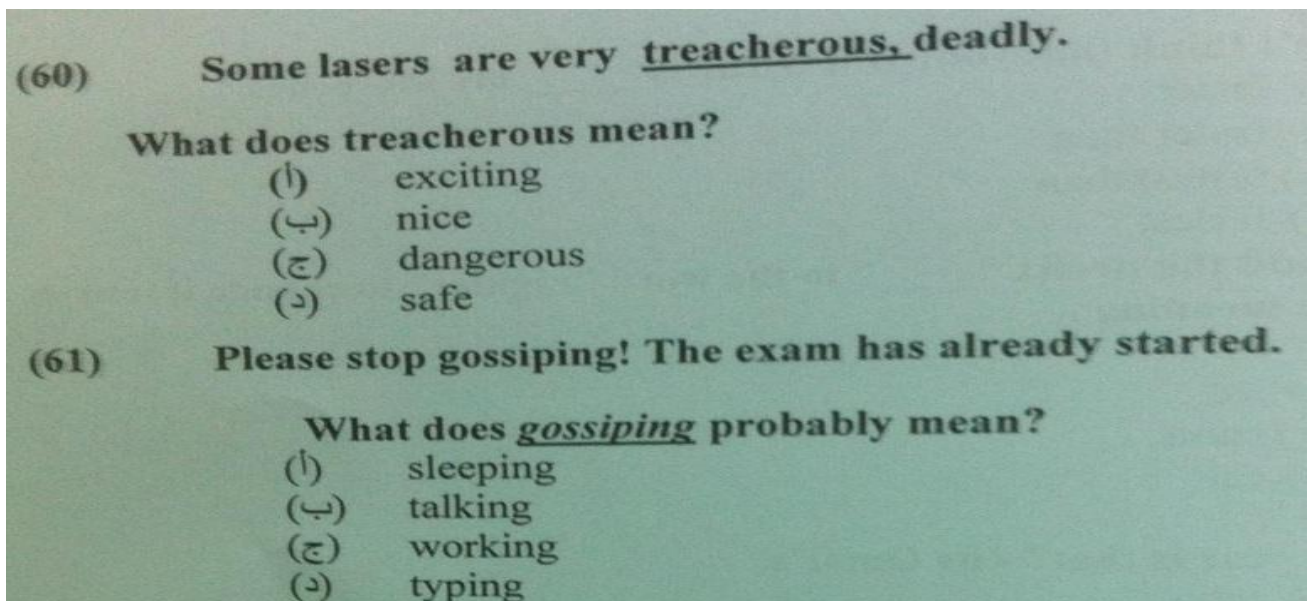 (60) Some lasers are very treacherous, deadly.
What does treacherous mean?
(أ) exciting
(ب) nice
(ج) dangerous
(د) safe
(61) Please stop gossiping! The exam has already started.
What does gossiping probably mean?
(أ) sleeping
(ب) talking
(ج) working
(د) typing